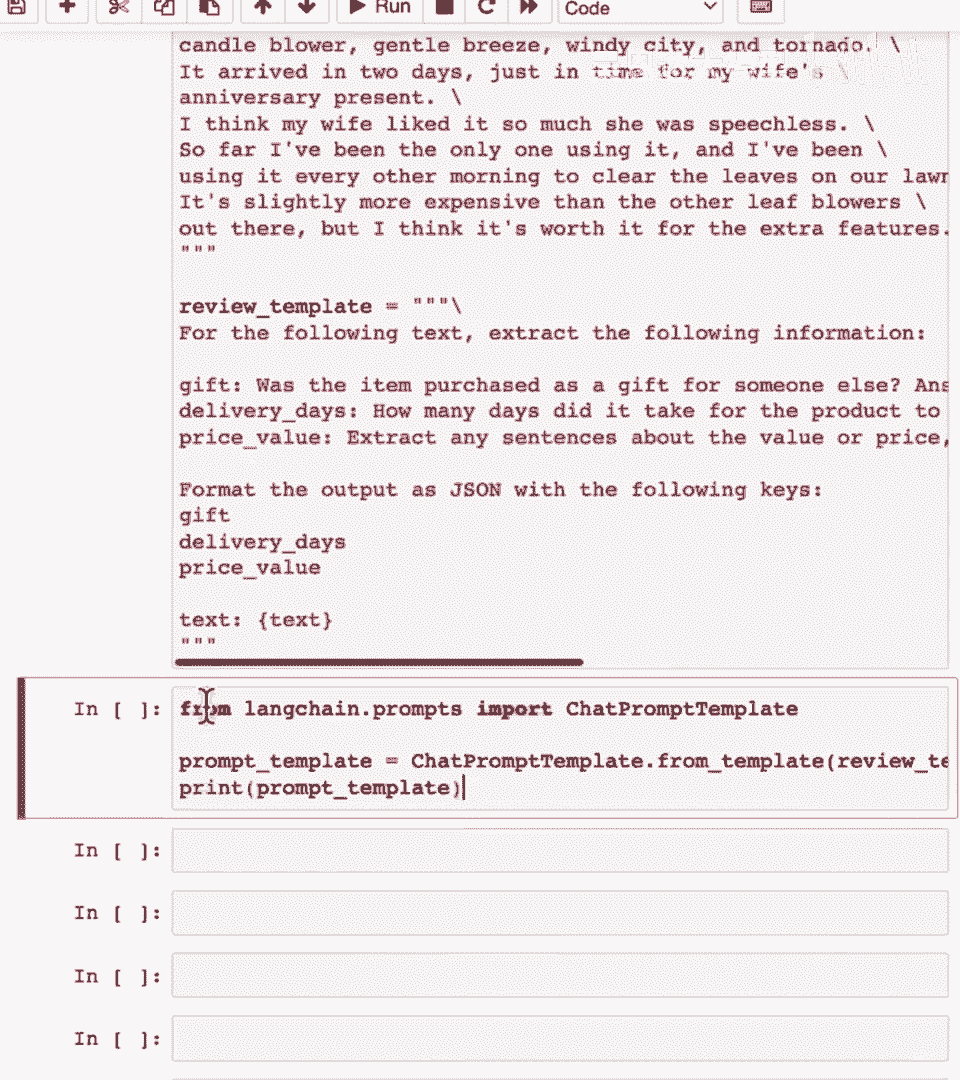 Run
Code
candle blower, gentle breeze, windy city, and tornado. \
It arrived in two days, just in time for my wife's \
anniversary present. \
I think my wife liked it so much she was speechless. \
So far I've been the only one using it, and I've been \
using it every other morning to clear the leaves on our lawn
It's slightly more expensive than the other leaf blowers \
out there, but I think it's worth it for the extra features.
"""
review_template = """\
For the following text, extract the following information:
gift: Was the item purchased as a gift for someone else? Ans
delivery_days: How many days did it take for the product to
price_value: Extract any sentences about the value or price,
Format the output as JSON with the following keys:
gift
delivery_days
price_value
text: {text}
"""
In [ ]: from langchain.prompts import ChatPromptTemplate
prompt_template = ChatPromptTemplate.from_template(review_te
print(prompt_template)
In [ ]:
In [ ]:
In [ ]:
In [ ]: